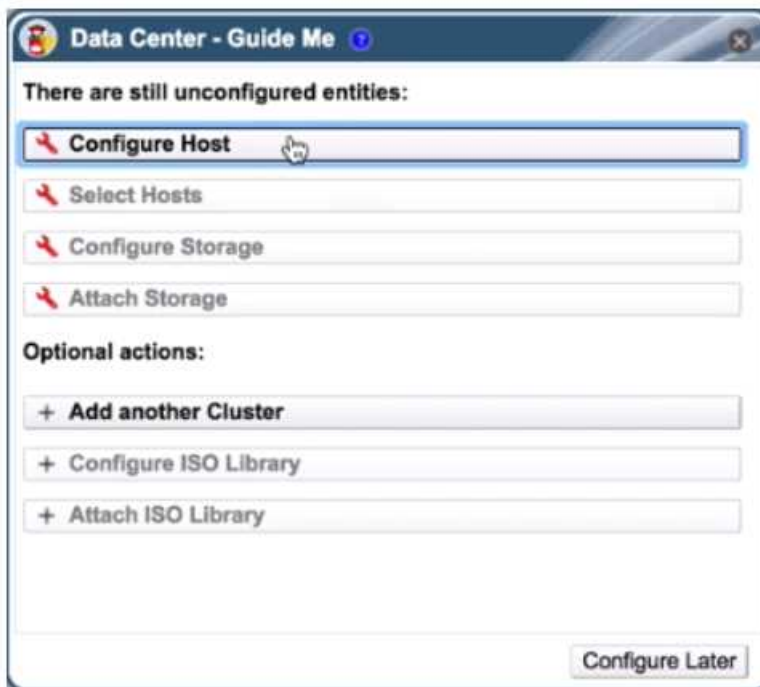 Data Center - Guide Me ?
There are still unconfigured entities:
Configure Host
Select Hosts
Configure Storage
Attach Storage
Optional actions:
+ Add another Cluster
+ Configure ISO Library
+ Attach ISO Library
Configure Later